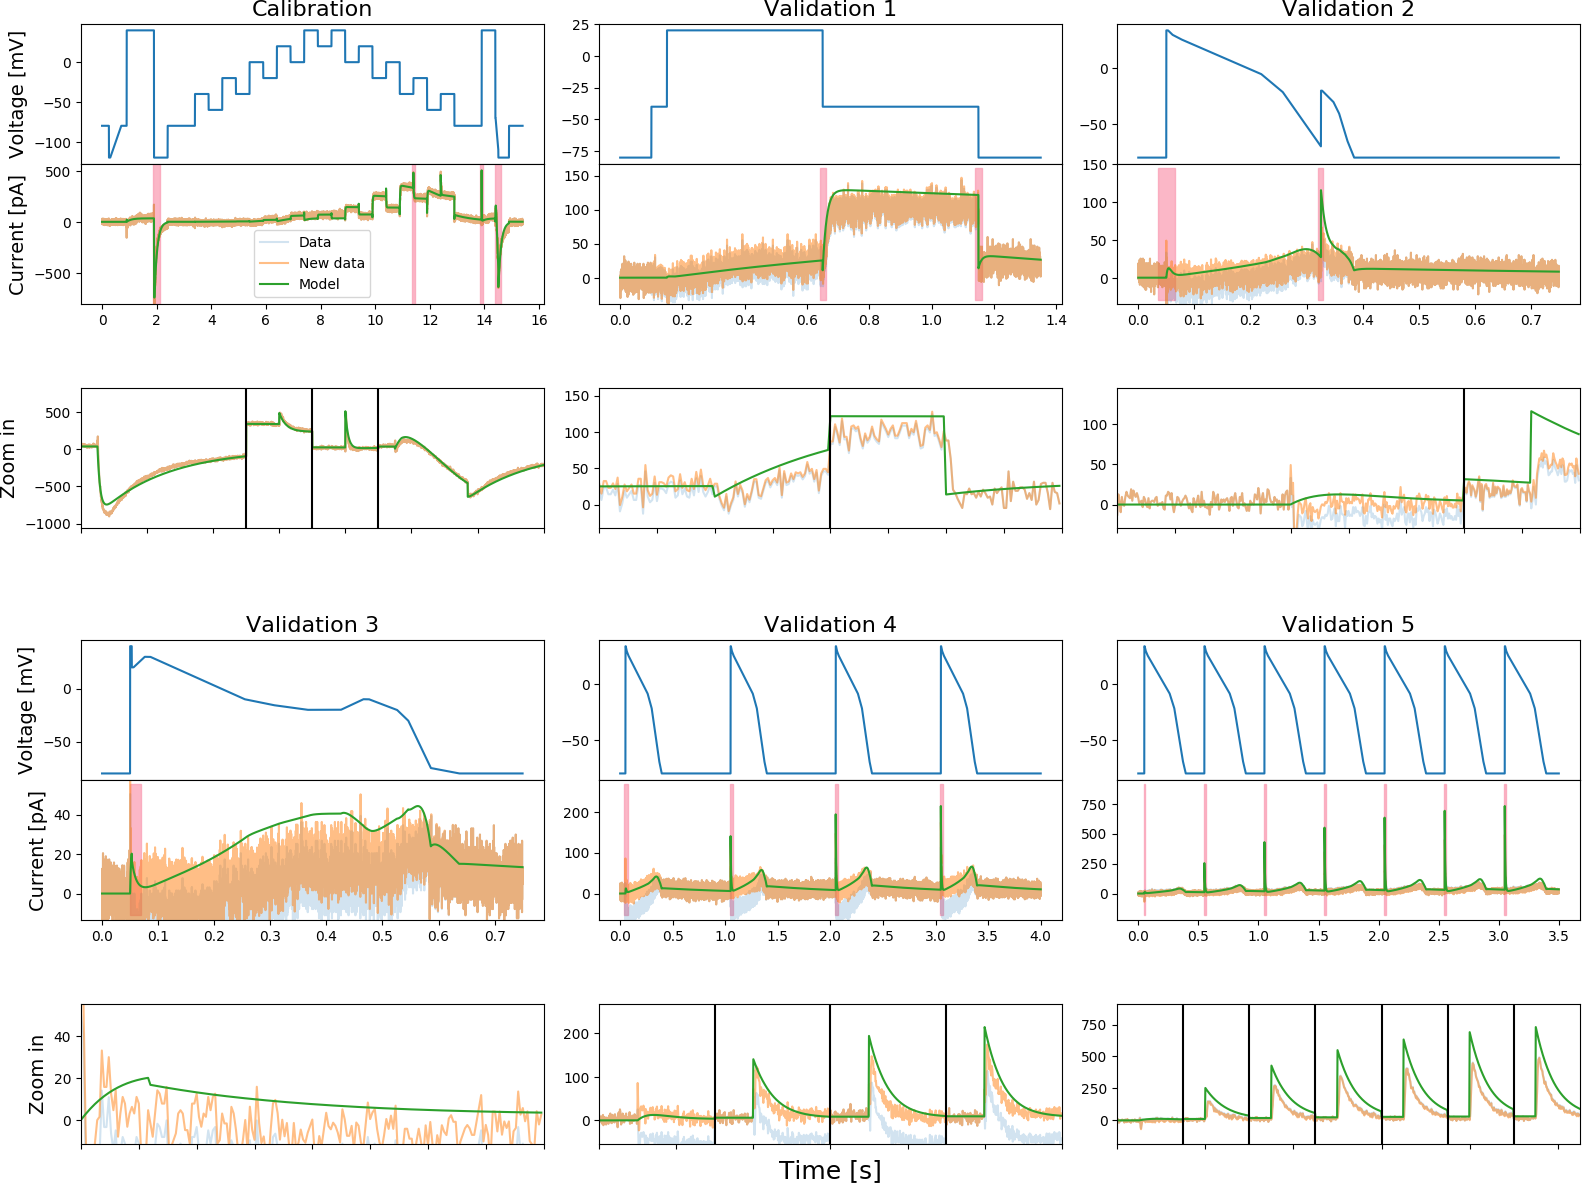 Calibration
Validation 1
Validation 2
Voltage [mV]
0
−50
−100
25
0
−25
−50
−75
0
−50
Current [pA]
500
0
−500
Data
New data
Model
150
100
50
0
150
100
50
0
0 2 4 6 8 10 12 14 16
0.0 0.2 0.4 0.6 0.8 1.0 1.2 1.4
0.0 0.1 0.2 0.3 0.4 0.5 0.6 0.7
Zoom in
500
0
−500
−1000
150
100
50
0
100
50
0
Validation 3
Validation 4
Validation 5
Voltage [mV]
0
−50
0
−50
0
−50
Current [pA]
40
20
0
200
100
0
750
500
250
0
0.0 0.1 0.2 0.3 0.4 0.5 0.6 0.7
0.0 0.5 1.0 1.5 2.0 2.5 3.0 3.5 4.0
0.0 0.5 1.0 1.5 2.0 2.5 3.0 3.5
Zoom in
40
20
0
200
100
0
750
500
250
0
Time [s]